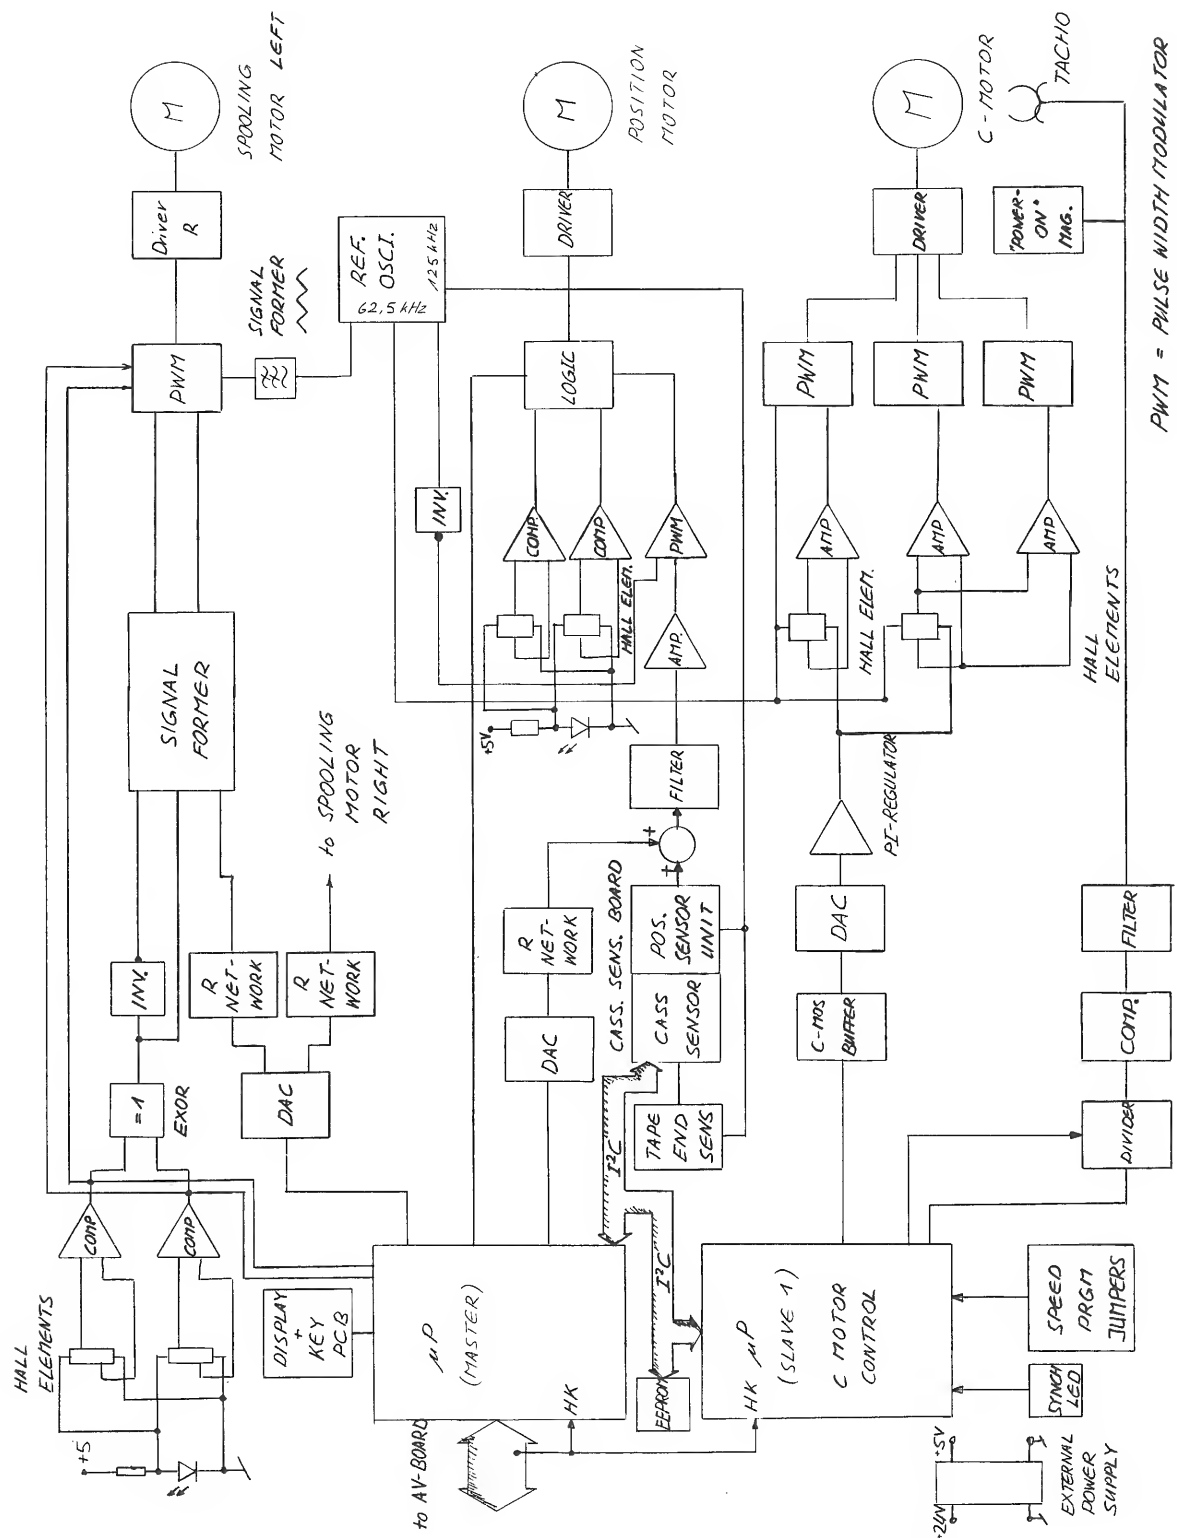 HALL
ELEMENTS
+5
COMP
COMP
=1
EXOR
INV.
SIGNAL
FORMER
PWM
Driver
R
M
SPOOLING
MOTOR LEFT
DAC
R
NET-
WORK
R
NET-
WORK
to SPOOLING
MOTOR
RIGHT
SIGNAL
FORMER
REF.
OSCI.
62,5 kHz
125 kHz
DISPLAY
+
KEY
PCB
µP
(MASTER)
HK
to AV-BOARD
I²C
I²C
EEPROM
DAC
R
NET-
WORK
CASS. SENS. BOARD
TAPE
END
SENS
CASS
SENSOR
POS.
SENSOR
UNIT
+
+
FILTER
AMP.
+5V
HALL ELEM.
COMP.
COMP
PWM
INV.
LOGIC
DRIVER
M
POSITION
MOTOR
HK µP
(SLAVE 1)
C MOTOR
CONTROL
C-MOS
BUFFER
DAC
PI-REGULATOR
HALL ELEM.
HALL
ELEMENTS
AMP
AMP
AMP
PWM
PWM
PWM
DRIVER
M
C-MOTOR
TACHO
"POWER-
ON"
MAG.
DIVIDER
COMP.
FILTER
SYNCH
LED
SPEED
PRGM
JUMPERS
+24V
+5V
EXTERNAL
POWER
SUPPLY
PWM = PULSE WIDTH MODULATOR